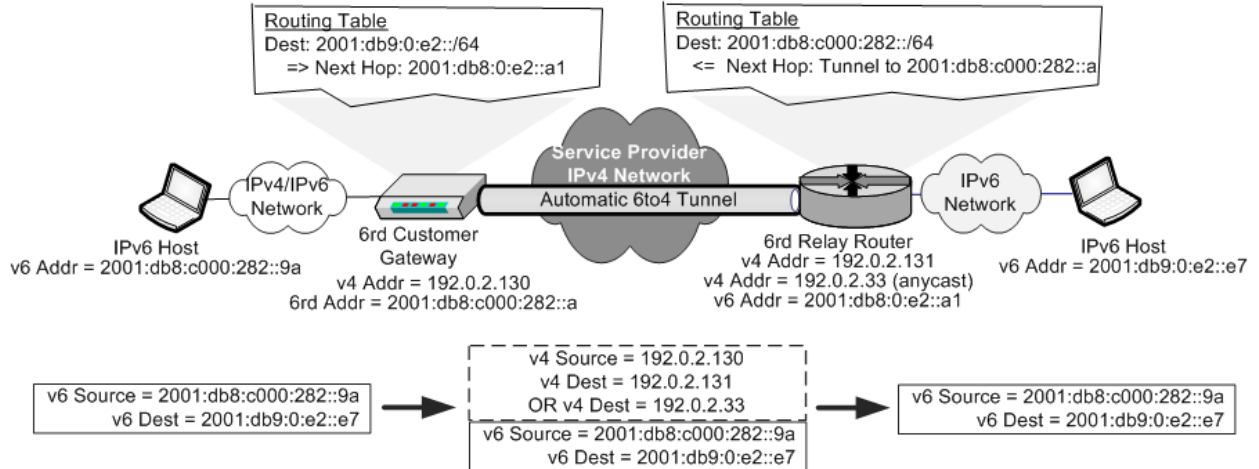 Routing Table
Dest: 2001:db9:0:e2::/64
=> Next Hop: 2001:db8:0:e2::a1
Routing Table
Dest: 2001:db8:c000:282::/64
<= Next Hop: Tunnel to 2001:db8:c000:282::a
Service Provider
IPv4 Network
Automatic 6to4 Tunnel
IPv4/IPv6
Network
IPv6
Network
IPv6 Host
v6 Addr = 2001:db8:c000:282::9a
6rd Customer
Gateway
v4 Addr = 192.0.2.130
6rd Addr = 2001:db8:c000:282::a
6rd Relay Router
v4 Addr = 192.0.2.131
v4 Addr = 192.0.2.33 (anycast)
v6 Addr = 2001:db8:0:e2::a1
IPv6 Host
v6 Addr = 2001:db9:0:e2::e7
v6 Source = 2001:db8:c000:282::9a
v6 Dest = 2001:db9:0:e2::e7
v4 Source = 192.0.2.130
v4 Dest = 192.0.2.131
OR v4 Dest = 192.0.2.33
v6 Source = 2001:db8:c000:282::9a
v6 Dest = 2001:db9:0:e2::e7
v6 Source = 2001:db8:c000:282::9a
v6 Dest = 2001:db9:0:e2::e7